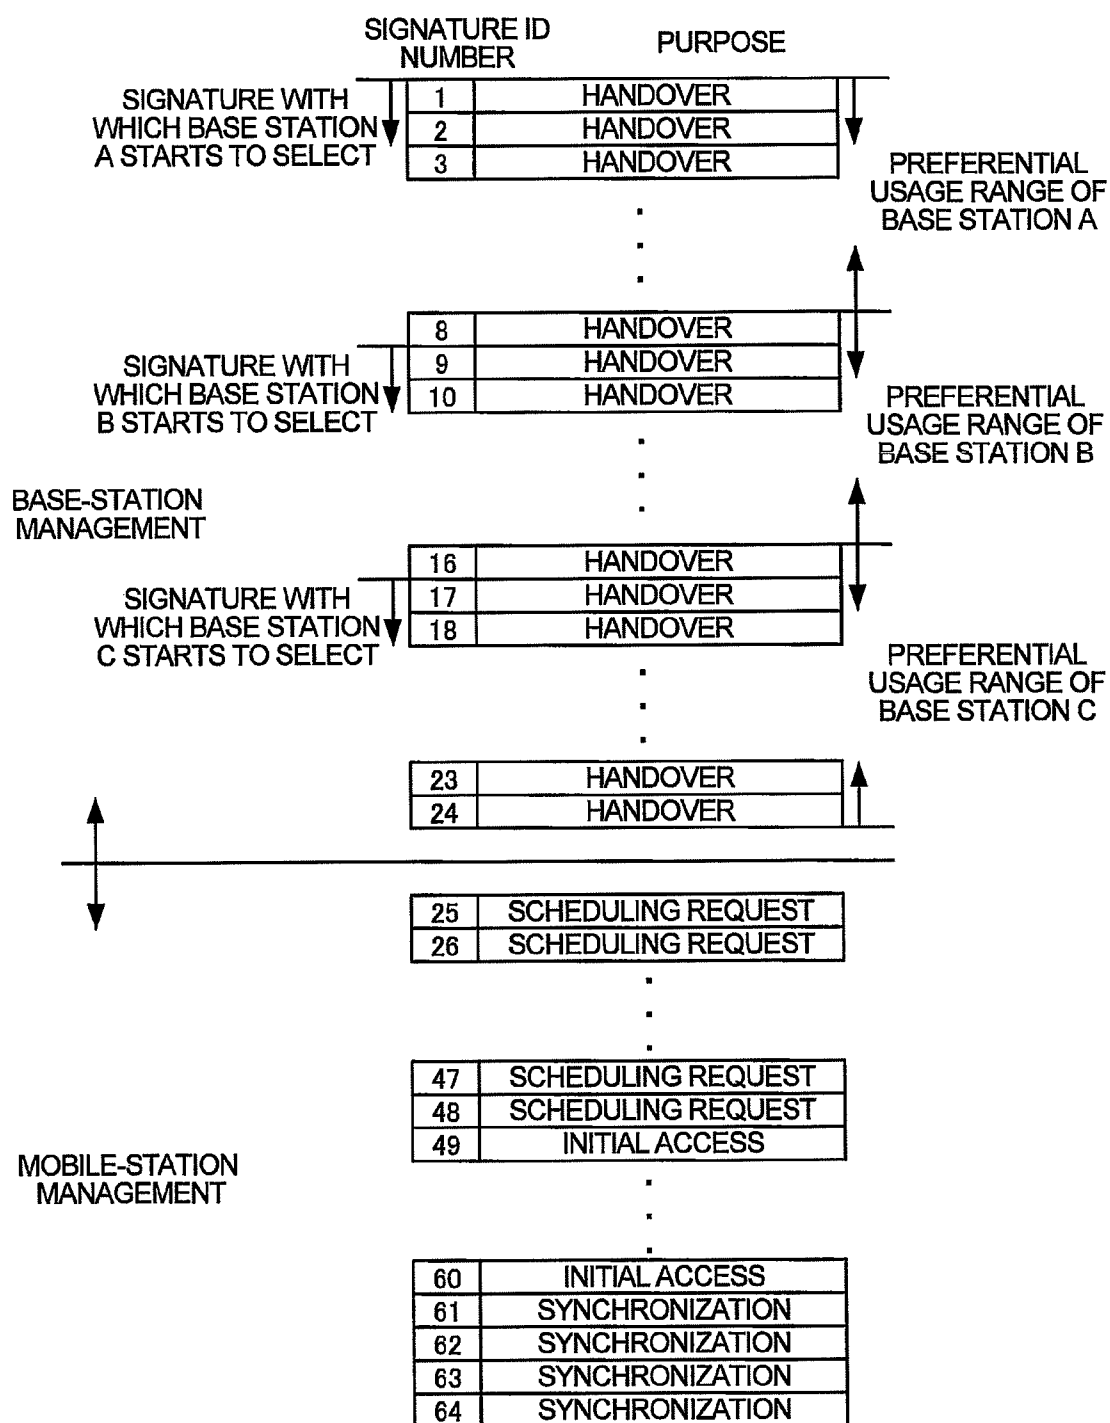 SIGNATURE ID
NUMBER
PURPOSE
SIGNATURE WITH
WHICH BASE STATION
A STARTS TO SELECT
1 HANDOVER
2 HANDOVER
3 HANDOVER
PREFERENTIAL
USAGE RANGE OF
BASE STATION A
8 HANDOVER
9 HANDOVER
10 HANDOVER
SIGNATURE WITH
WHICH BASE STATION
B STARTS TO SELECT
PREFERENTIAL
USAGE RANGE OF
BASE STATION B
BASE-STATION
MANAGEMENT
16 HANDOVER
17 HANDOVER
18 HANDOVER
SIGNATURE WITH
WHICH BASE STATION
C STARTS TO SELECT
PREFERENTIAL
USAGE RANGE OF
BASE STATION C
23 HANDOVER
24 HANDOVER
25 SCHEDULING REQUEST
26 SCHEDULING REQUEST
47 SCHEDULING REQUEST
48 SCHEDULING REQUEST
49 INITIAL ACCESS
MOBILE-STATION
MANAGEMENT
60 INITIAL ACCESS
61 SYNCHRONIZATION
62 SYNCHRONIZATION
63 SYNCHRONIZATION
64 SYNCHRONIZATION